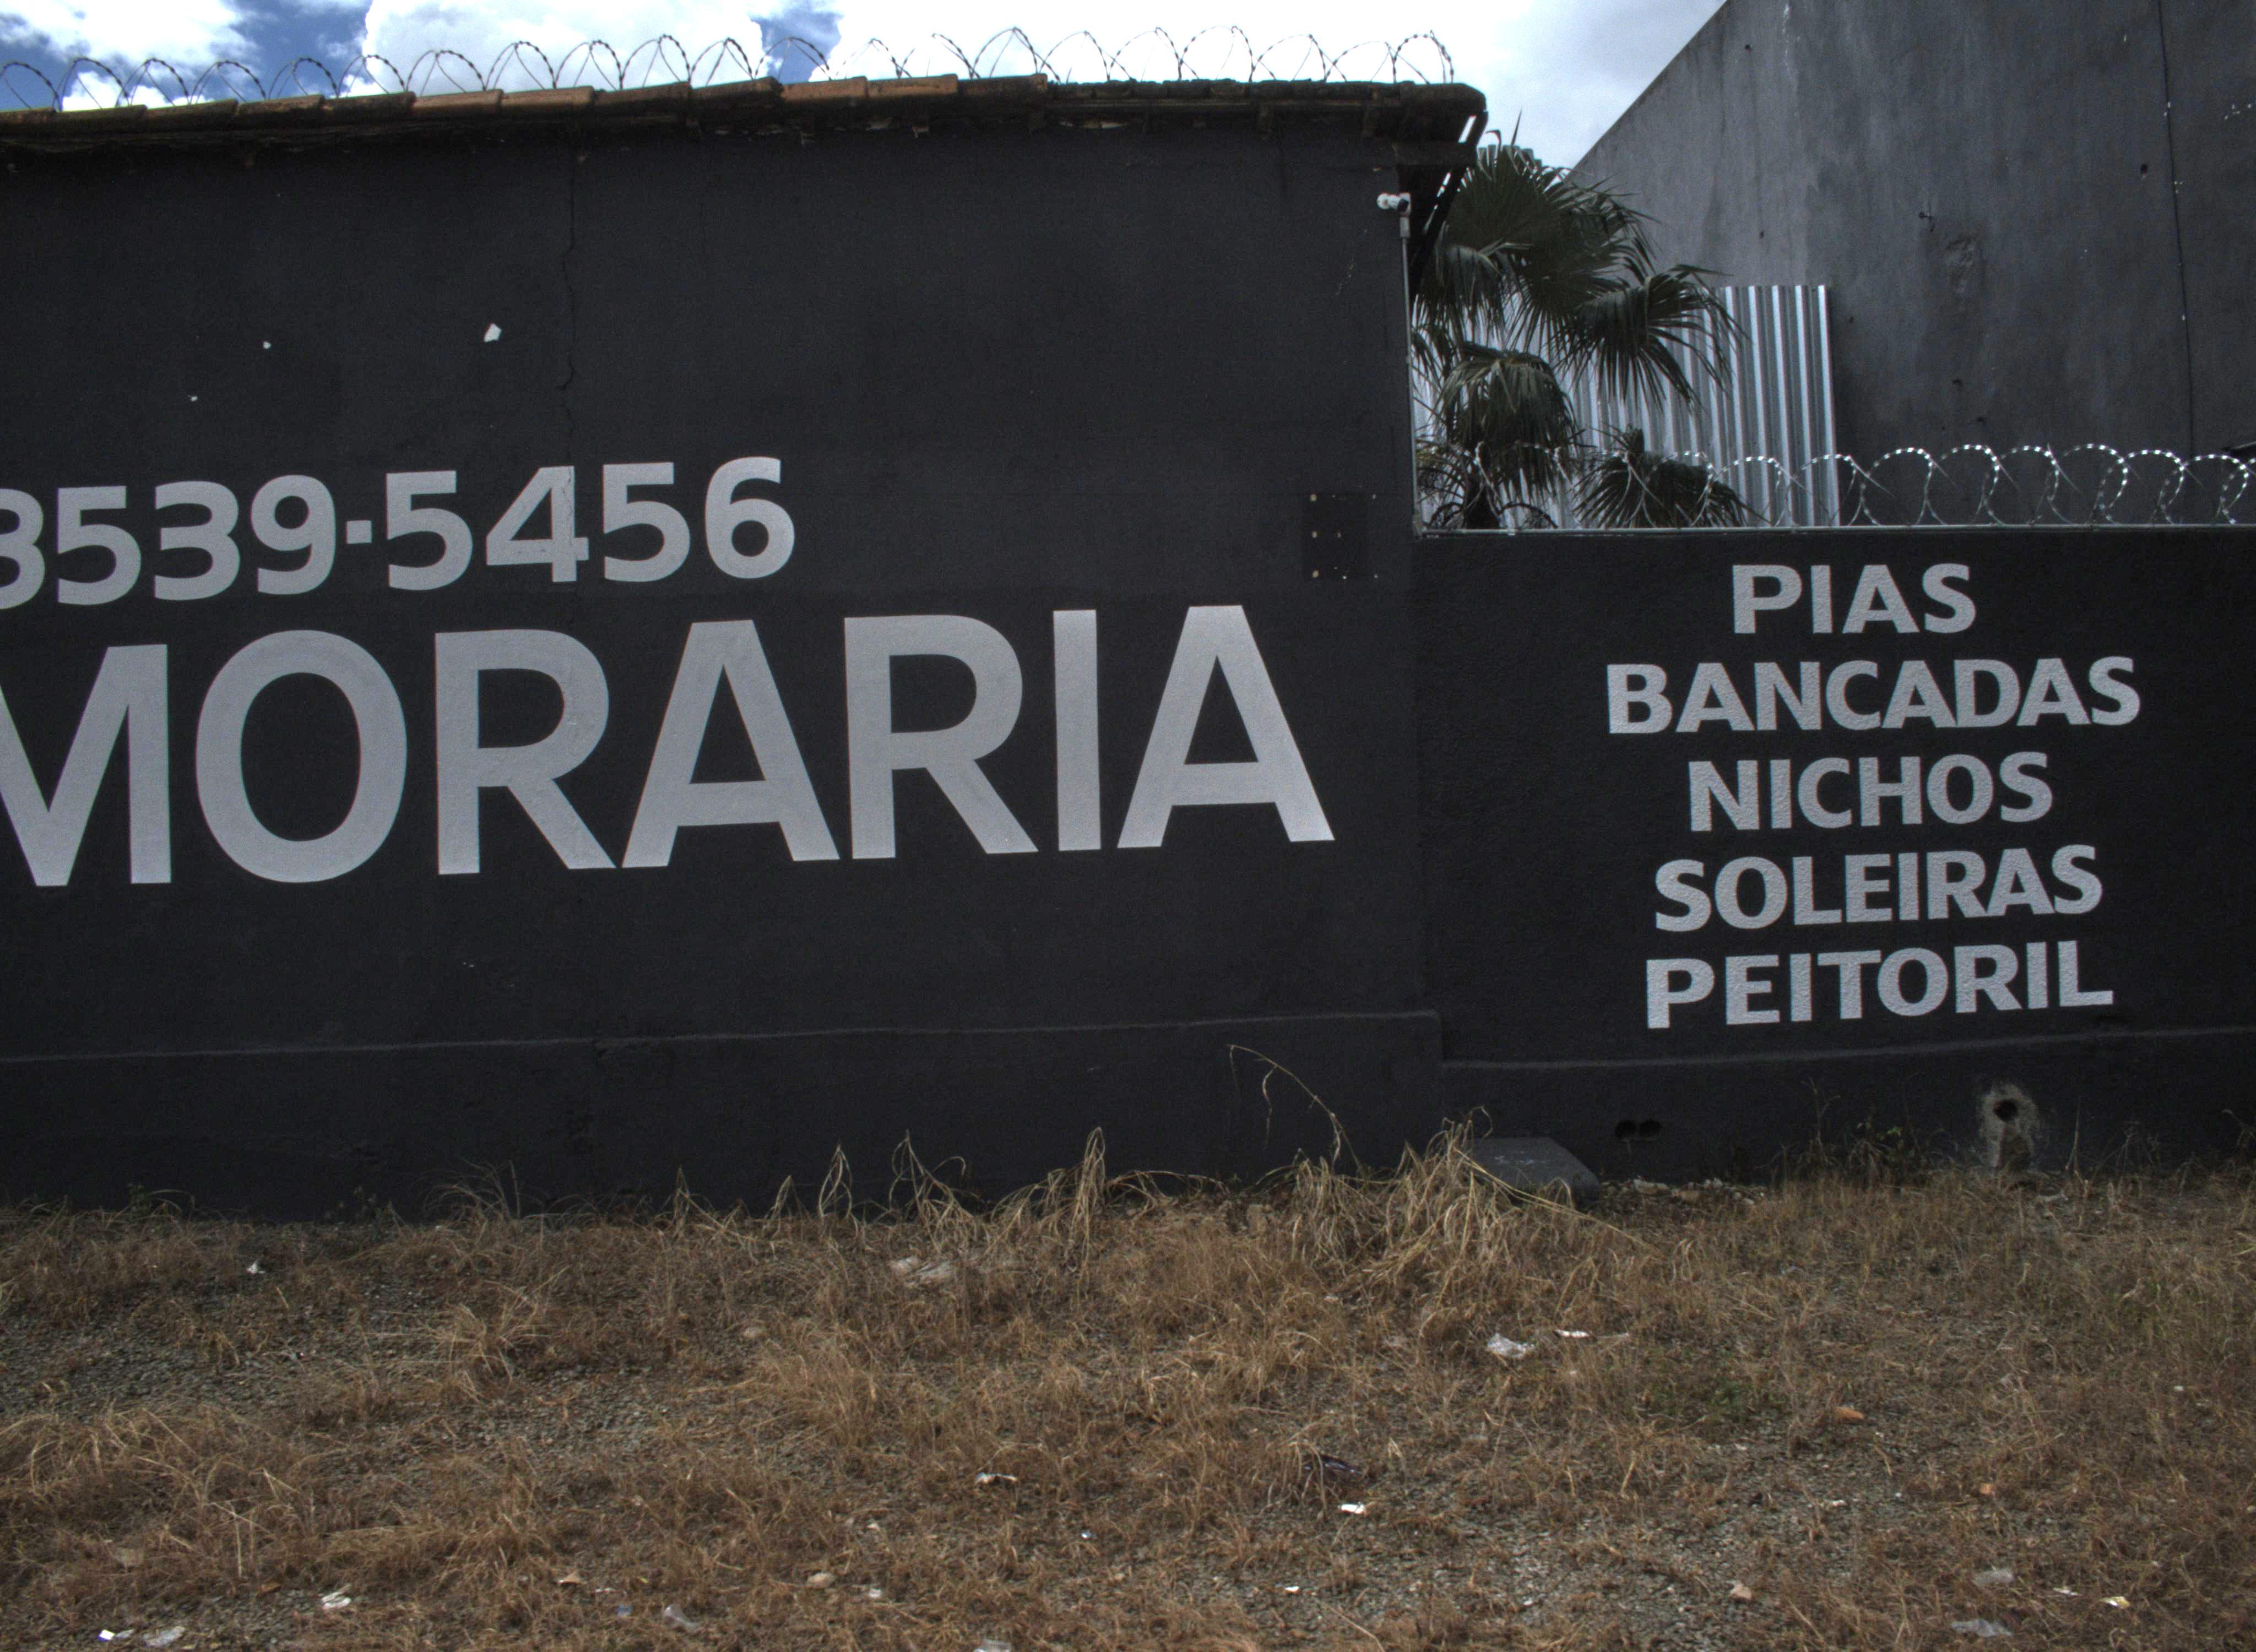 3539-5456
MORARIA
PIAS
BANCADAS
NICHOS
SOLEIRAS
PEITORIL